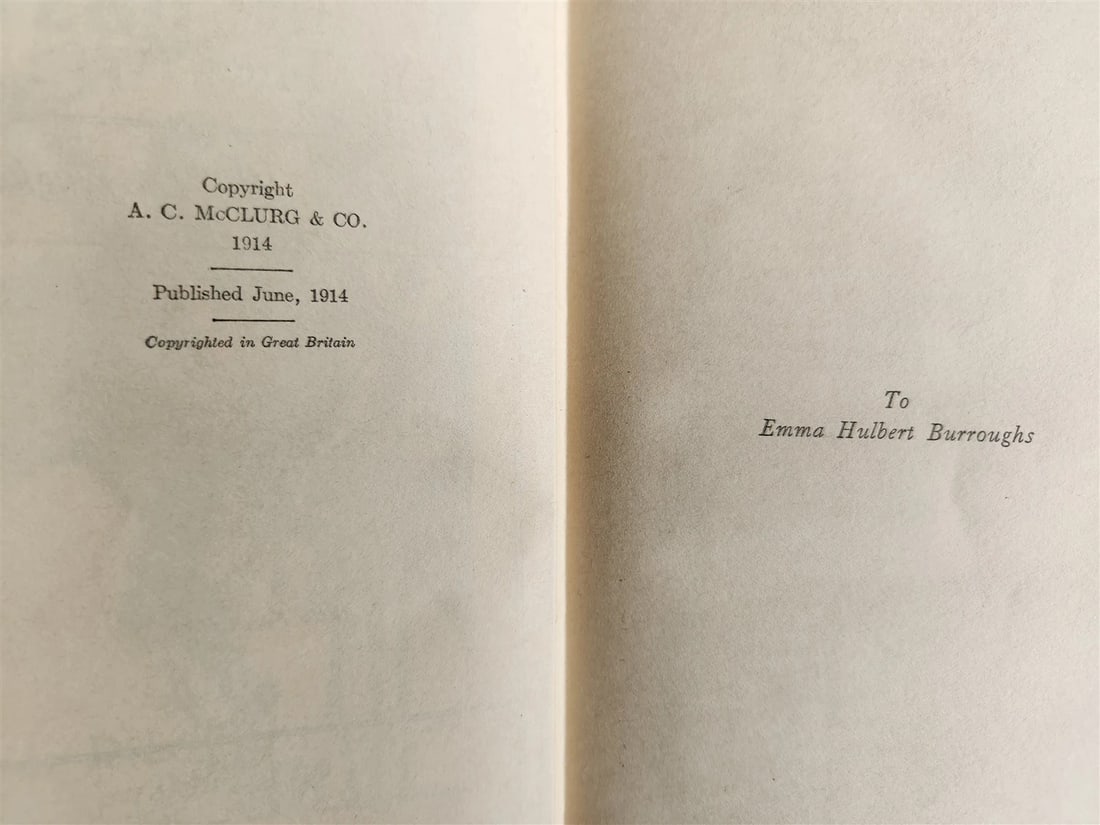 Copyright
A. C. McCLURG & CO.
1914
Published June, 1914
Copyrighted in Great Britain
To
Emma Hulbert Burroughs